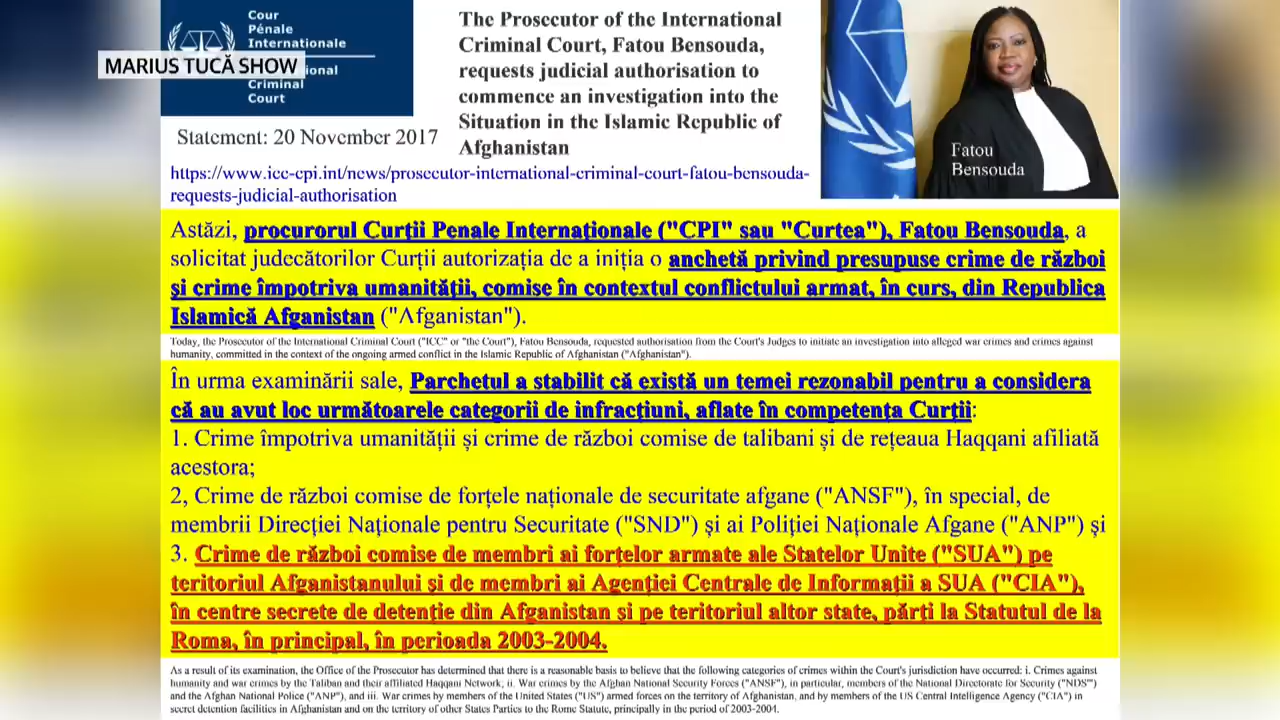 Cour
Pénale
Internationale
MARIUS TUCĂ SHOW
Criminal
Court
The Prosecutor of the International
Criminal Court, Fatou Bensouda,
requests judicial authorisation to
commence an investigation into the
Situation in the Islamic Republic of
Afghanistan
Statement: 20 November 2017
https://www.icc-cpi.int/news/prosecutor-international-criminal-court-fatou-bensouda-
requests-judicial-authorisation
Fatou
Bensouda
Astăzi, procurorul Curții Penale Internaționale ("CPI" sau "Curtea"), Fatou Bensouda, a
solicitat judecătorilor Curții autorizația de a iniția o anchetă privind presupuse crime de război
și crime împotriva umanității, comise în contextul conflictului armat, în curs, din Republica
Islamică Afganistan ("Afganistan").
Today, the Prosecutor of the International Criminal Court ("ICC" or "the Court"), Fatou Bensouda, requested authorisation from the Court's Judges to initiate an investigation into alleged war crimes and crimes against
humanity, committed in the context of the ongoing armed conflict in the Islamic Republic of Afghanistan ("Afghanistan").
În urma examinării sale, Parchetul a stabilit că există un temei rezonabil pentru a considera
că au avut loc următoarele categorii de infracțiuni, aflate în competența Curții:
1. Crime împotriva umanității și crime de război comise de talibani și de rețeaua Haqqani afiliată
acestora;
2, Crime de război comise de forțele naționale de securitate afgane ("ANSF"), în special, de
membrii Direcției Naționale pentru Securitate ("SND") și ai Poliției Naționale Afgane ("ANP") și
3. Crime de război comise de membri ai forțelor armate ale Statelor Unite ("SUA") pe
teritoriul Afganistanului și de membri ai Agenției Centrale de Informații a SUA ("CIA"),
în centre secrete de detenție din Afganistan și pe teritoriul altor state, părți la Statutul de la
Roma, în principal, în perioada 2003-2004.
As a result of its examination, the Office of the Prosecutor has determined that there is a reasonable basis to believe that the following categories of crimes within the Court's jurisdiction have occurred: i. Crimes against
humanity and war crimes by the Taliban and their affiliated Haqqani Network; ii. War crimes by the Afghan National Security Forces ("ANSF"), in particular, members of the National Directorate for Security ("NDS"")
and the Afghan National Police ("ANP"), and iii. War crimes by members of the United States ("US") armed forces on the territory of Afghanistan, and by members of the US Central Intelligence Agency ("CIA") in
secret detention facilities in Afghanistan and on the territory of other States Parties to the Rome Statute, principally in the period of 2003-2004.